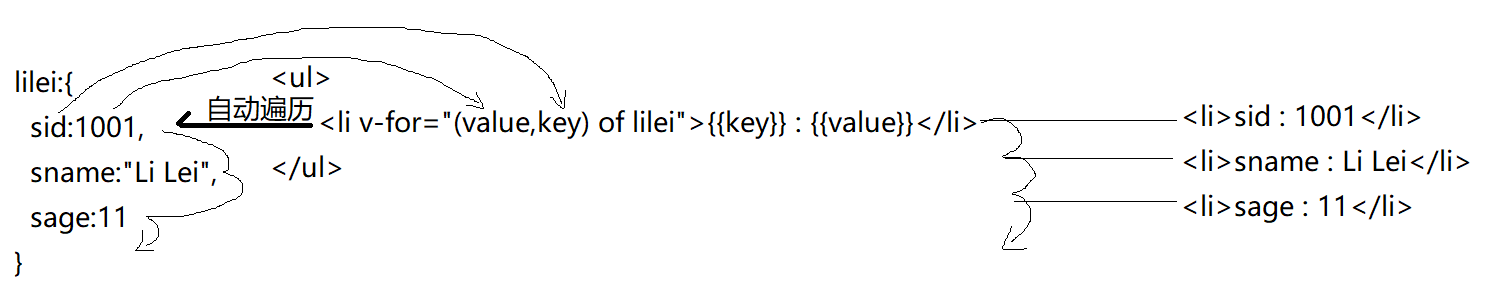 lilei:{
sid:1001,
sname:"Li Lei",
sage:11
}
自动遍历
<ul>
<li v-for="(value,key) of lilei">{{key}} : {{value}}</li>
</ul>
<li>sid : 1001</li>
<li>sname : Li Lei</li>
<li>sage : 11</li>